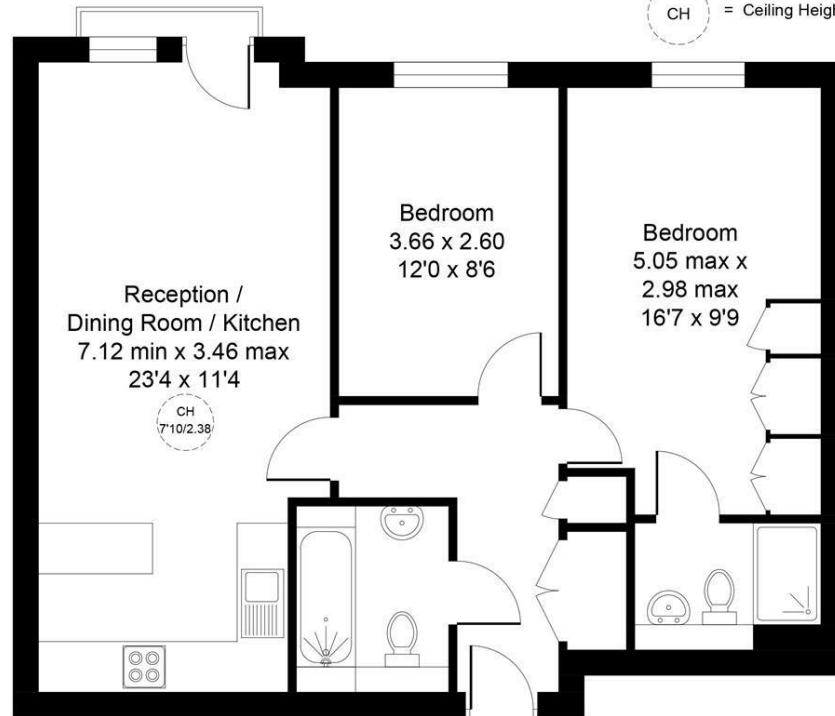 CH = Ceiling Heigh
Reception /
Dining Room / Kitchen
7.12 min x 3.46 max
23'4 x 11'4
CH
7'10/2.38
Bedroom
3.66 x 2.60
12'0 x 8'6
Bedroom
5.05 max x
2.98 max
16'7 x 9'9